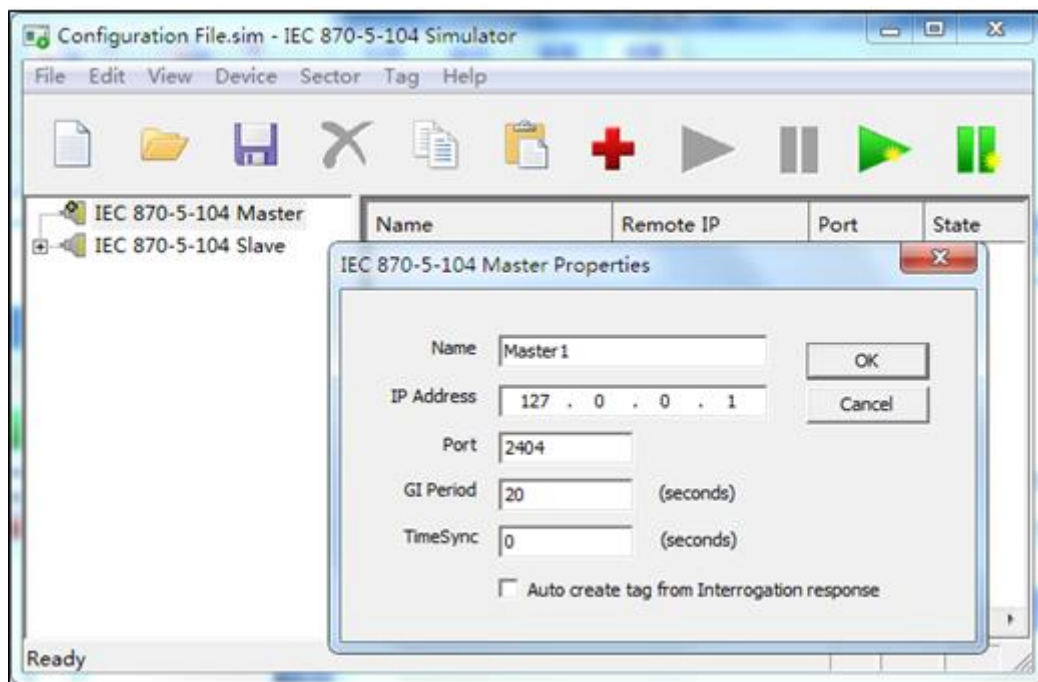 Configuration File.sim - IEC 870-5-104 Simulator
File Edit View Device Sector Tag Help
IEC 870-5-104 Master
IEC 870-5-104 Slave
Name Remote IP Port State
IEC 870-5-104 Master Properties
Name Master1
OK
IP Address 127 . 0 . 0 . 1
Cancel
Port 2404
GI Period 20 (seconds)
TimeSync 0 (seconds)
Auto create tag from Interrogation response
Ready